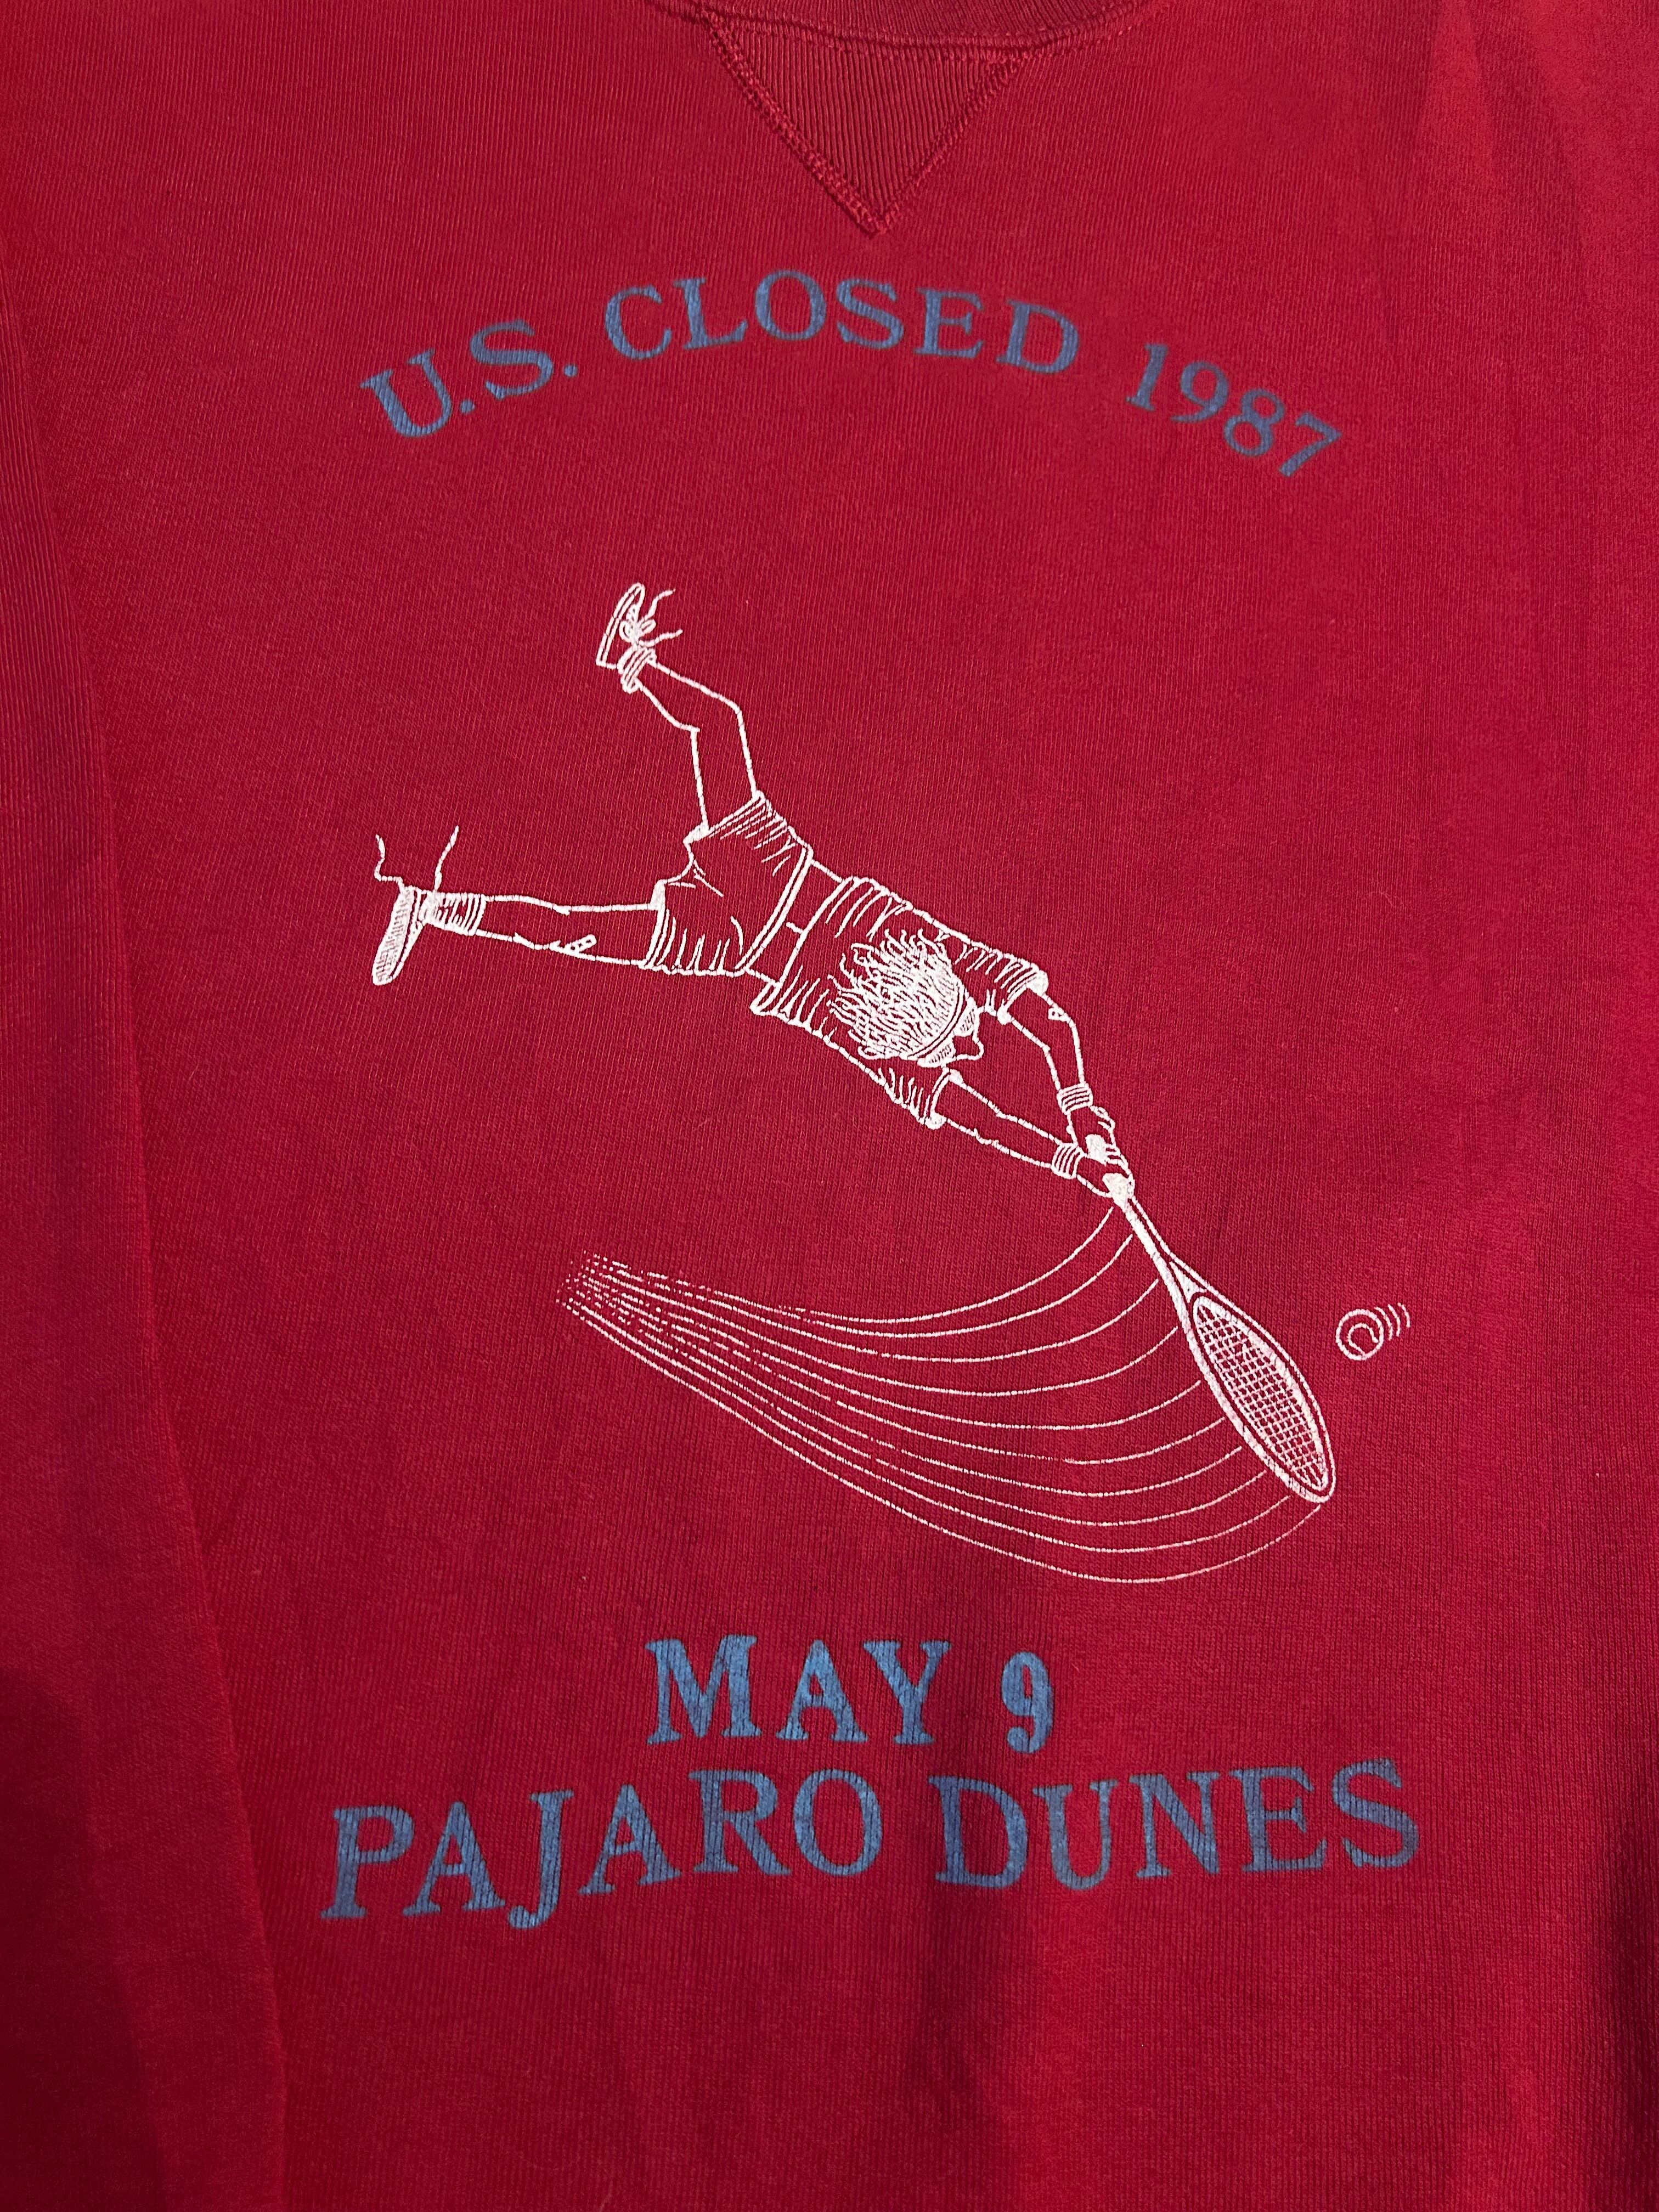 U.S. CLOSED 1987
MAY 9
PAJARO DUNES